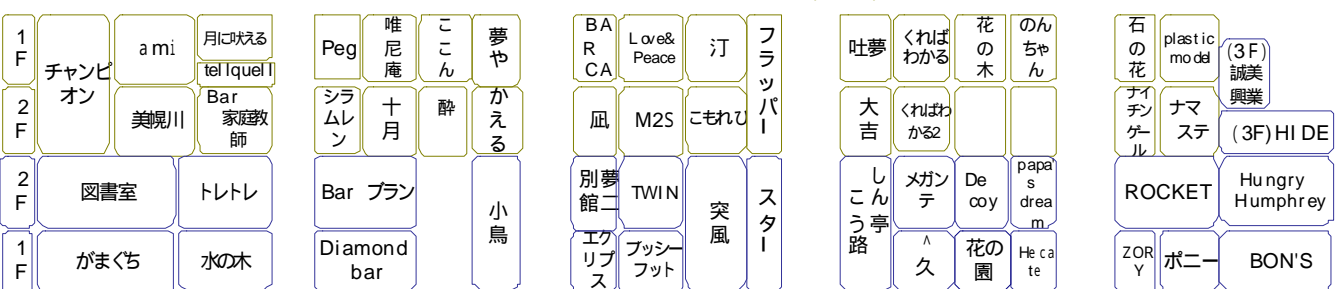 1F
チャンピオン
ami
月に吠える
tellquell
Peg
唯尼庵
ここん
夢や
BAR CA
Love& Peace
汀
フラッパー
吐夢
くればわかる
花の木
のんちゃん
石の花
plastic model
(3F)誠美興業
2F
美幌川
Bar 家庭教師
シラムレン
十月
酔
かえる
凪
M2S
こもれび
大吉
くればわかる2
ナイチンゲール
ナマステ
(3F)HIDE
2F
図書室
トレトレ
Bar ブラン
小鳥
別館 夢二
TWIN
突風
スター
しん亭 こう路
メガンテ
Decoy
papa's dream
ROCKET
Hungry Humphrey
1F
がまぐち
水の木
Diamond bar
エクリプス
プッシーフット
久
花の園
Hecate
ZORY
ポニー
BON'S